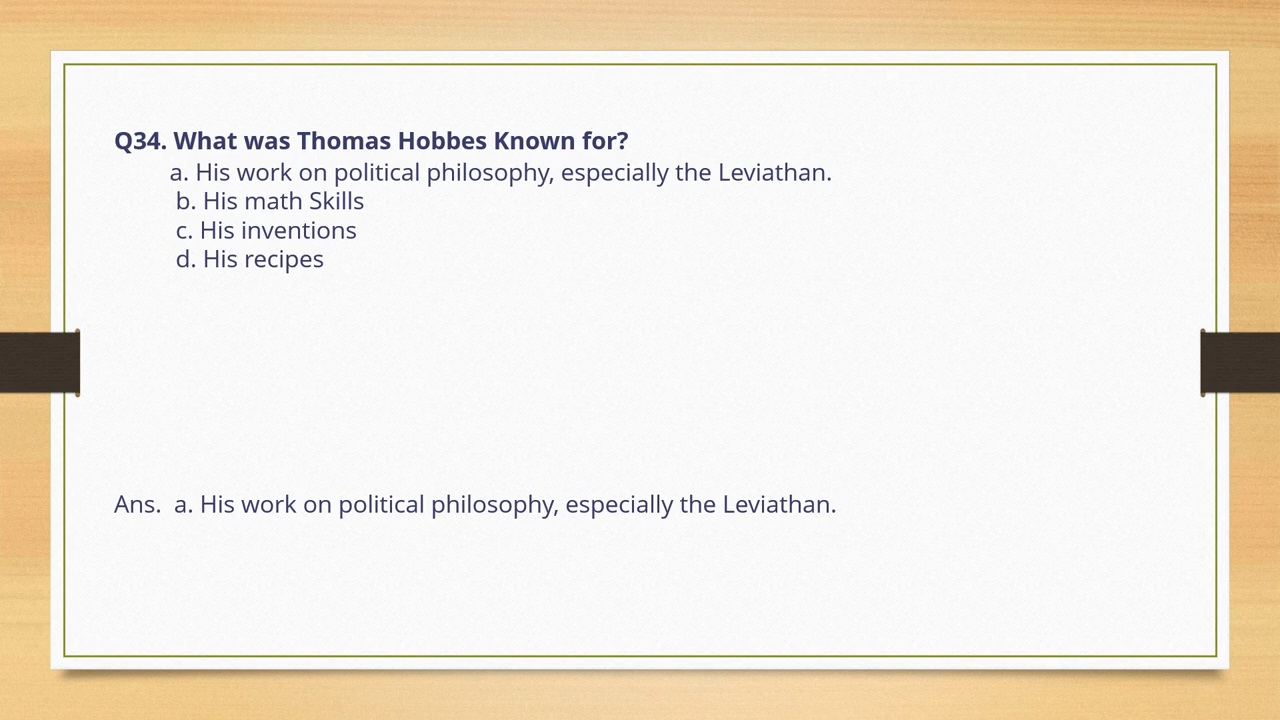 Q34. What was Thomas Hobbes Known for?
a. His work on political philosophy, especially the Leviathan.
b. His math Skills
c. His inventions
d. His recipes
Ans.  a. His work on political philosophy, especially the Leviathan.